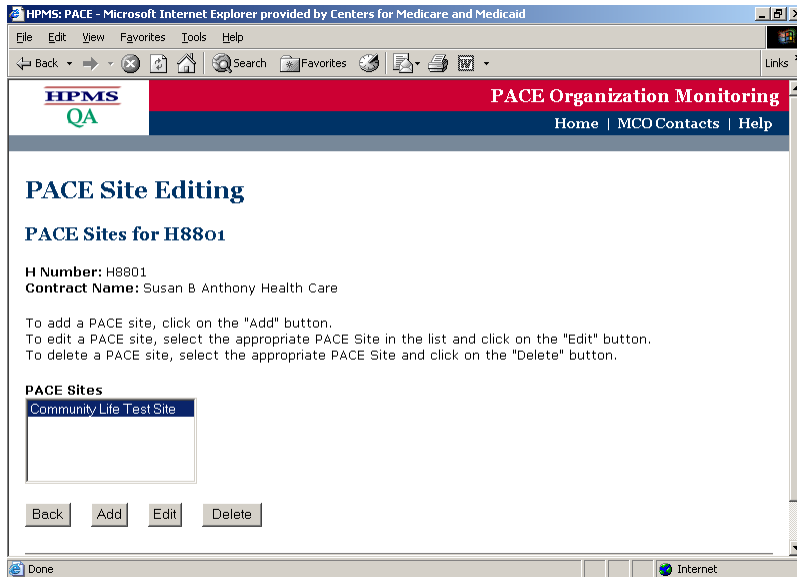 HPMS: PACE - Microsoft Internet Explorer provided by Centers for Medicare and Medicaid
File Edit View Favorites Tools Help
Back Search Favorites Links
HPMS
QA
PACE Organization Monitoring
Home | MCO Contacts | Help
PACE Site Editing
PACE Sites for H8801
H Number: H8801
Contract Name: Susan B Anthony Health Care
To add a PACE site, click on the "Add" button.
To edit a PACE site, select the appropriate PACE Site in the list and click on the "Edit" button.
To delete a PACE site, select the appropriate PACE Site and click on the "Delete" button.
PACE Sites
Community Life Test Site
Back Add Edit Delete
Done Internet